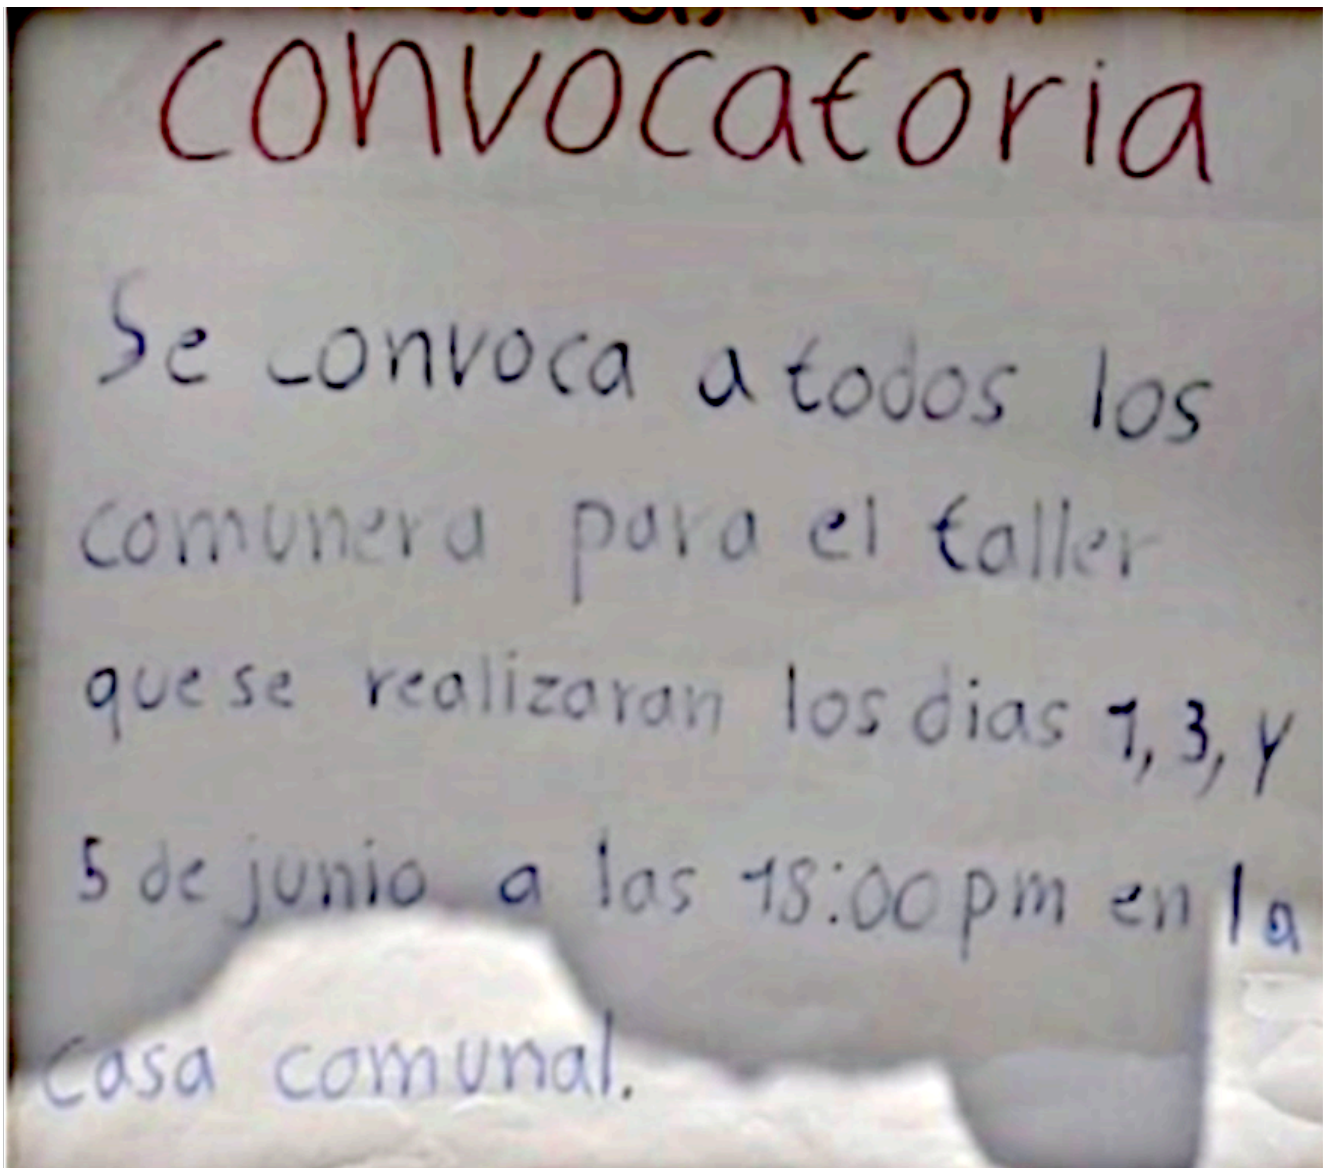 convocatoria
Se convoca a todos los
comunera para el taller
que se realizaran los dias 1, 3, y
5 de junio a las 18:00 pm en la
casa comunal.